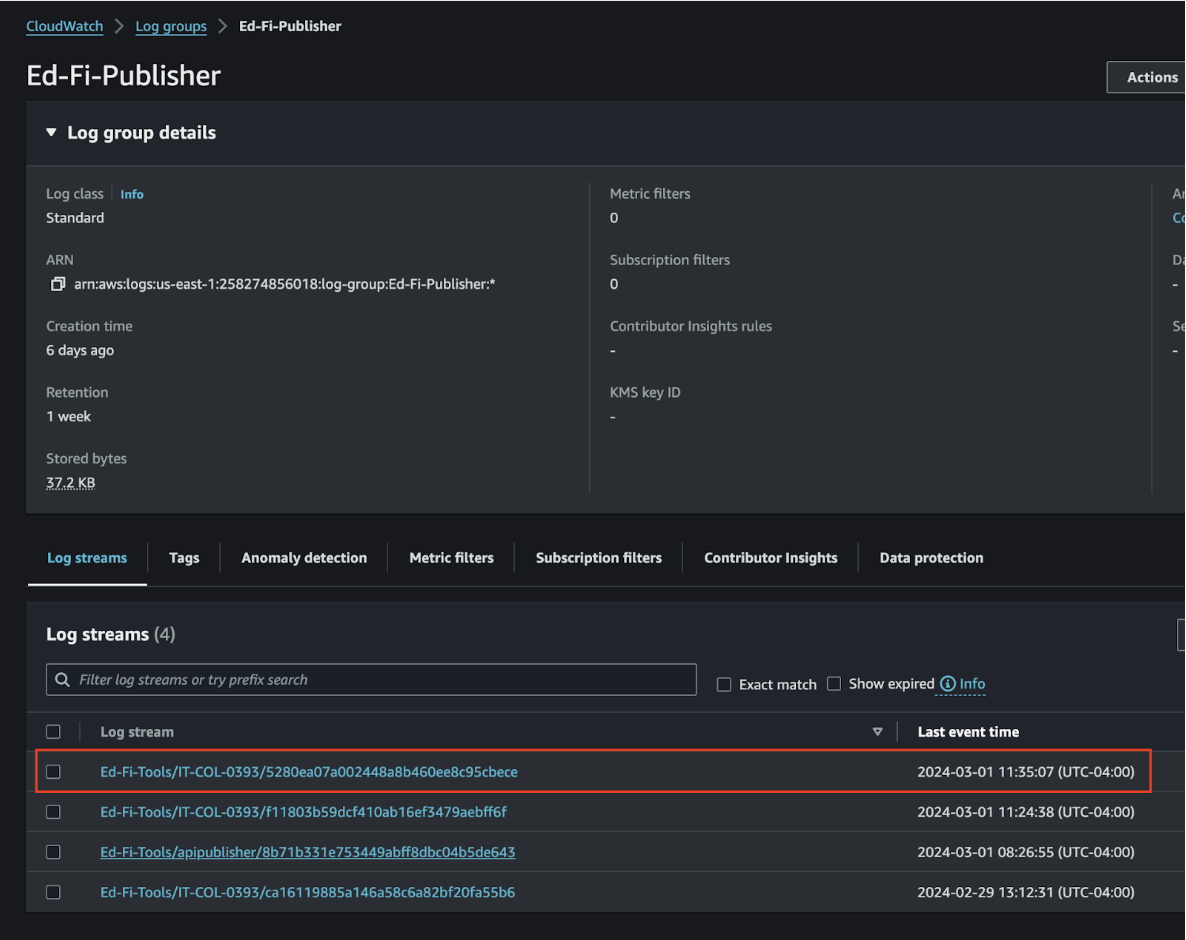 CloudWatch > Log groups > Ed-Fi-Publisher
Ed-Fi-Publisher
Actions
Log group details
Log class Info
Standard
ARN
arn:aws:logs:us-east-1:258274856018:log-group:Ed-Fi-Publisher:*
Creation time
6 days ago
Retention
1 week
Stored bytes
37.2 KB
Metric filters
0
Subscription filters
0
Contributor Insights rules
-
KMS key ID
-
Log streams Tags Anomaly detection Metric filters Subscription filters Contributor Insights Data protection
Log streams (4)
Filter log streams or try prefix search Exact match Show expired Info
Log stream Last event time
Ed-Fi-Tools/IT-COL-0393/5280ea07a002448a8b460ee8c95cbece 2024-03-01 11:35:07 (UTC-04:00)
Ed-Fi-Tools/IT-COL-0393/f11803b59dcf410ab16ef3479aebff6f 2024-03-01 11:24:38 (UTC-04:00)
Ed-Fi-Tools/apipublisher/8b71b331e753449abff8dbc04b5de643 2024-03-01 08:26:55 (UTC-04:00)
Ed-Fi-Tools/IT-COL-0393/ca16119885a146a58c6a82bf20fa55b6 2024-02-29 13:12:31 (UTC-04:00)